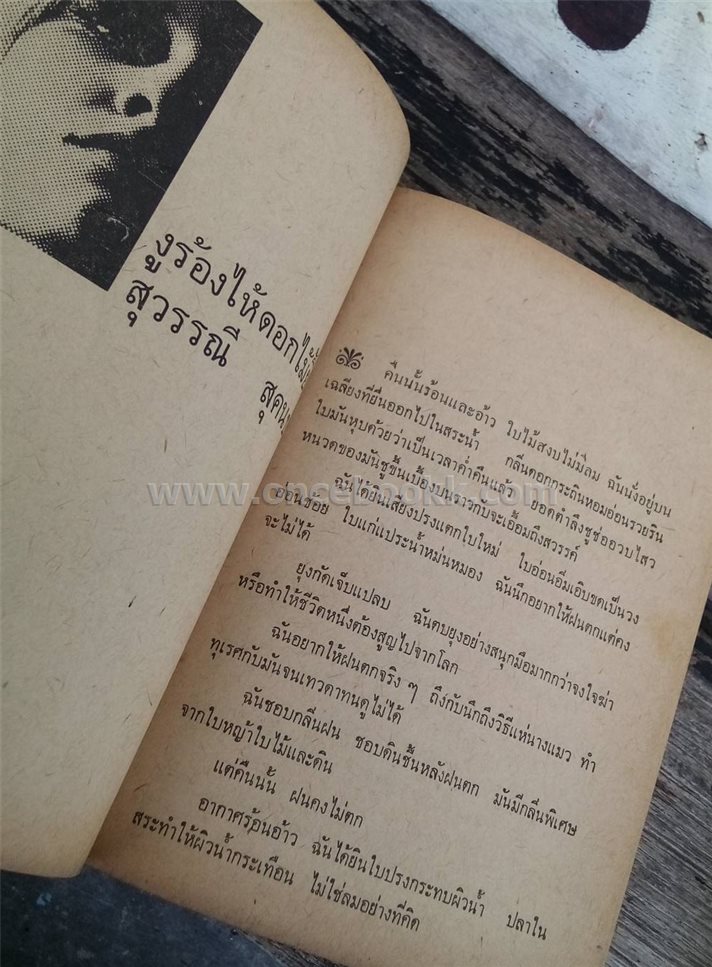 งูร้องไห้ดอกไม้
สุวรรณี สุคน
คืนนั้นร้อนและอ้าว ใบไม้สงบไม่มีลม ฉันนั่งอยู่บน
เฉลียงที่ยื่นออกไปในสระน้ำ กลิ่นดอกกระถินหอมอ่อนรวยริน
ใบมันหุบด้วยว่าเป็นเวลาค่ำคืนแล้ว ยอดตำลึงชูช่ออวบไสว
หนวดของมันชูขึ้นเบื้องบนราวกับจะเอื้อมถึงสวรรค์
ฉันได้ยินเสียงปรงแตกใบใหม่ ใบอ่อนอิ่มเอิบขดเป็นวง
อ่อนช้อย ใบแก่แปะน้ำหม่นหมอง ฉันนึกอยากให้ฝนตกแต่คง
จะไม่ได้
ยุงกัดเจ็บแปลบ ฉันตบยุงอย่างสนุกมือมากกว่าจงใจฆ่า
หรือทำให้ชีวิตหนึ่งต้องสูญไปจากโลก
ฉันอยากให้ฝนตกจริง ๆ ถึงกับนึกถึงวิธีแห่นางแมว ทำ
ทุเรศกับมันจนเทวดาทนดูไม่ได้
ฉันชอบกลิ่นฝน ชอบดินชื้นหลังฝนตก มันมีกลิ่นพิเศษ
จากใบหญ้าใบไม้และดิน
แต่คืนนั้น ฝนคงไม่ตก
อากาศร้อนอ้าว ฉันได้ยินใบปรงกระทบผิวน้ำ ปลาใน
สระทำให้ผิวน้ำกระเทือน ไม่ใช่ลมอย่างที่คิด
www.oncebookk.com